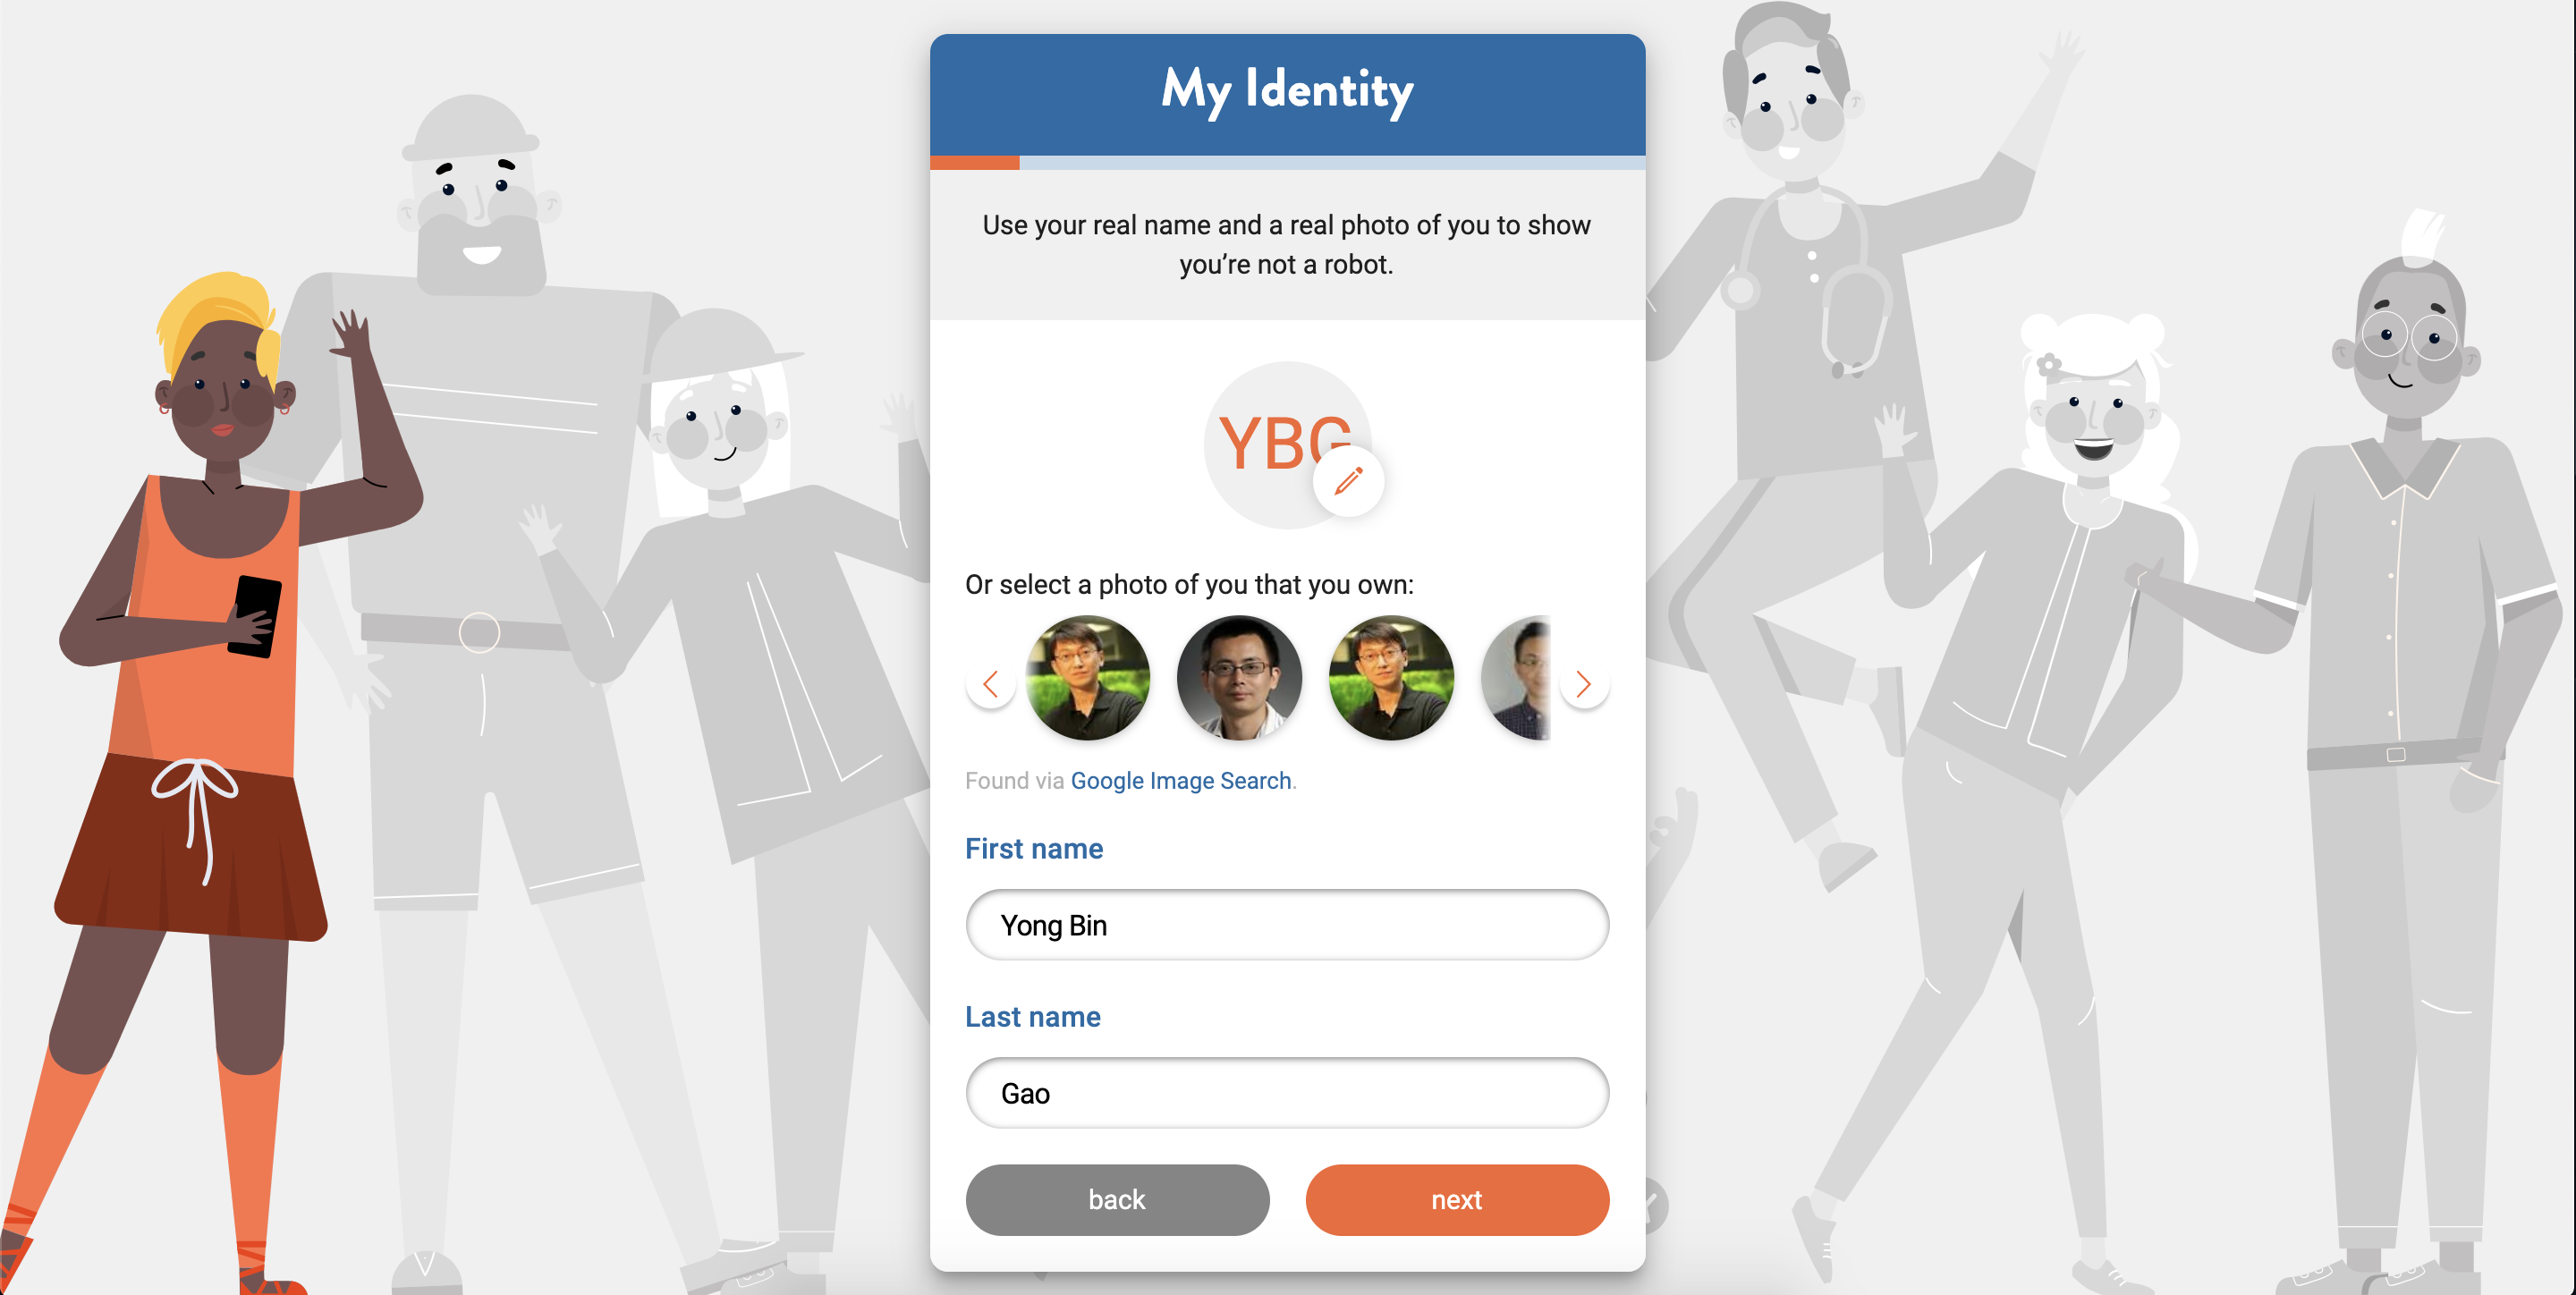 My Identity
Use your real name and a real photo of you to show
you’re not a robot.
YBG
Or select a photo of you that you own:
Found via Google Image Search.
First name
Yong Bin
Last name
Gao
back
next